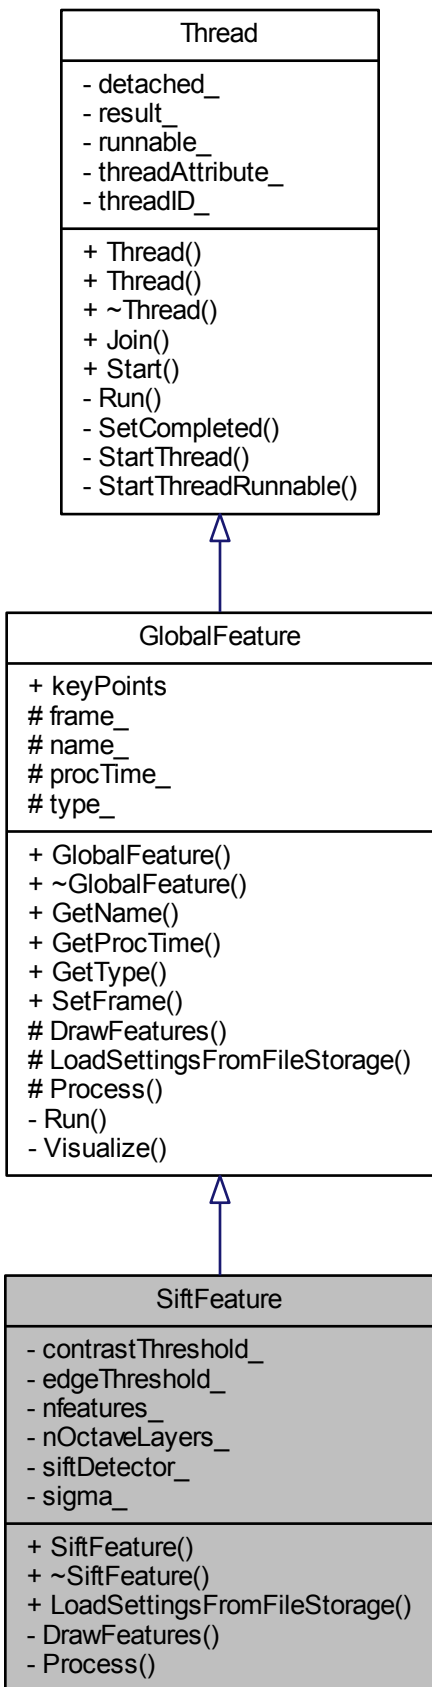 Thread
- detached_
- result_
- runnable_
- threadAttribute_
- threadID_
+ Thread()
+ Thread()
+ ~Thread()
+ Join()
+ Start()
- Run()
- SetCompleted()
- StartThread()
- StartThreadRunnable()
GlobalFeature
+ keyPoints
# frame_
# name_
# procTime_
# type_
+ GlobalFeature()
+ ~GlobalFeature()
+ GetName()
+ GetProcTime()
+ GetType()
+ SetFrame()
# DrawFeatures()
# LoadSettingsFromFileStorage()
# Process()
- Run()
- Visualize()
SiftFeature
- contrastThreshold_
- edgeThreshold_
- nfeatures_
- nOctaveLayers_
- siftDetector_
- sigma_
+ SiftFeature()
+ ~SiftFeature()
+ LoadSettingsFromFileStorage()
- DrawFeatures()
- Process()